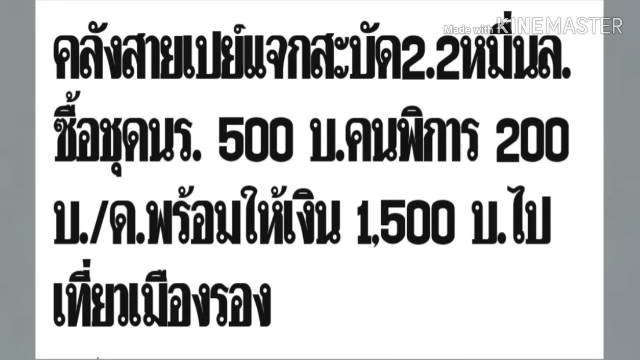 Made with KINEMASTER
คลังสายเปย์แจกสะบัด2.2หมื่นล.
ซื้อชุดนร. 500 บ.คนพิการ 200
บ./ด.พร้อมให้เงิน 1,500 บ.ไป
เที่ยวเมืองรอง